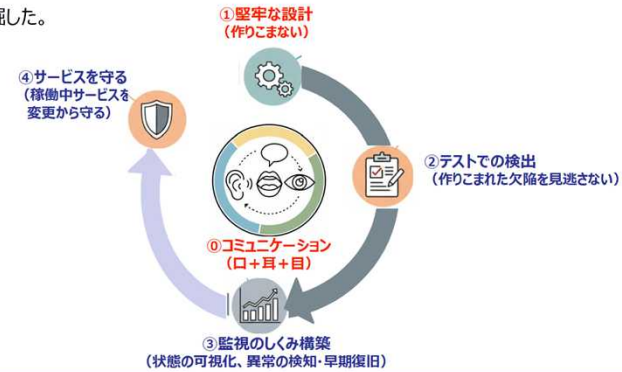 掘した。
①堅牢な設計
（作りこまない）
④サービスを守る
（稼働中サービスを
変更から守る）
②テストでの検出
（作りこまれた欠陥を見逃さない）
⓪コミュニケーション
（口＋耳＋目）
③監視のしくみ構築
（状態の可視化、異常の検知・早期復旧）